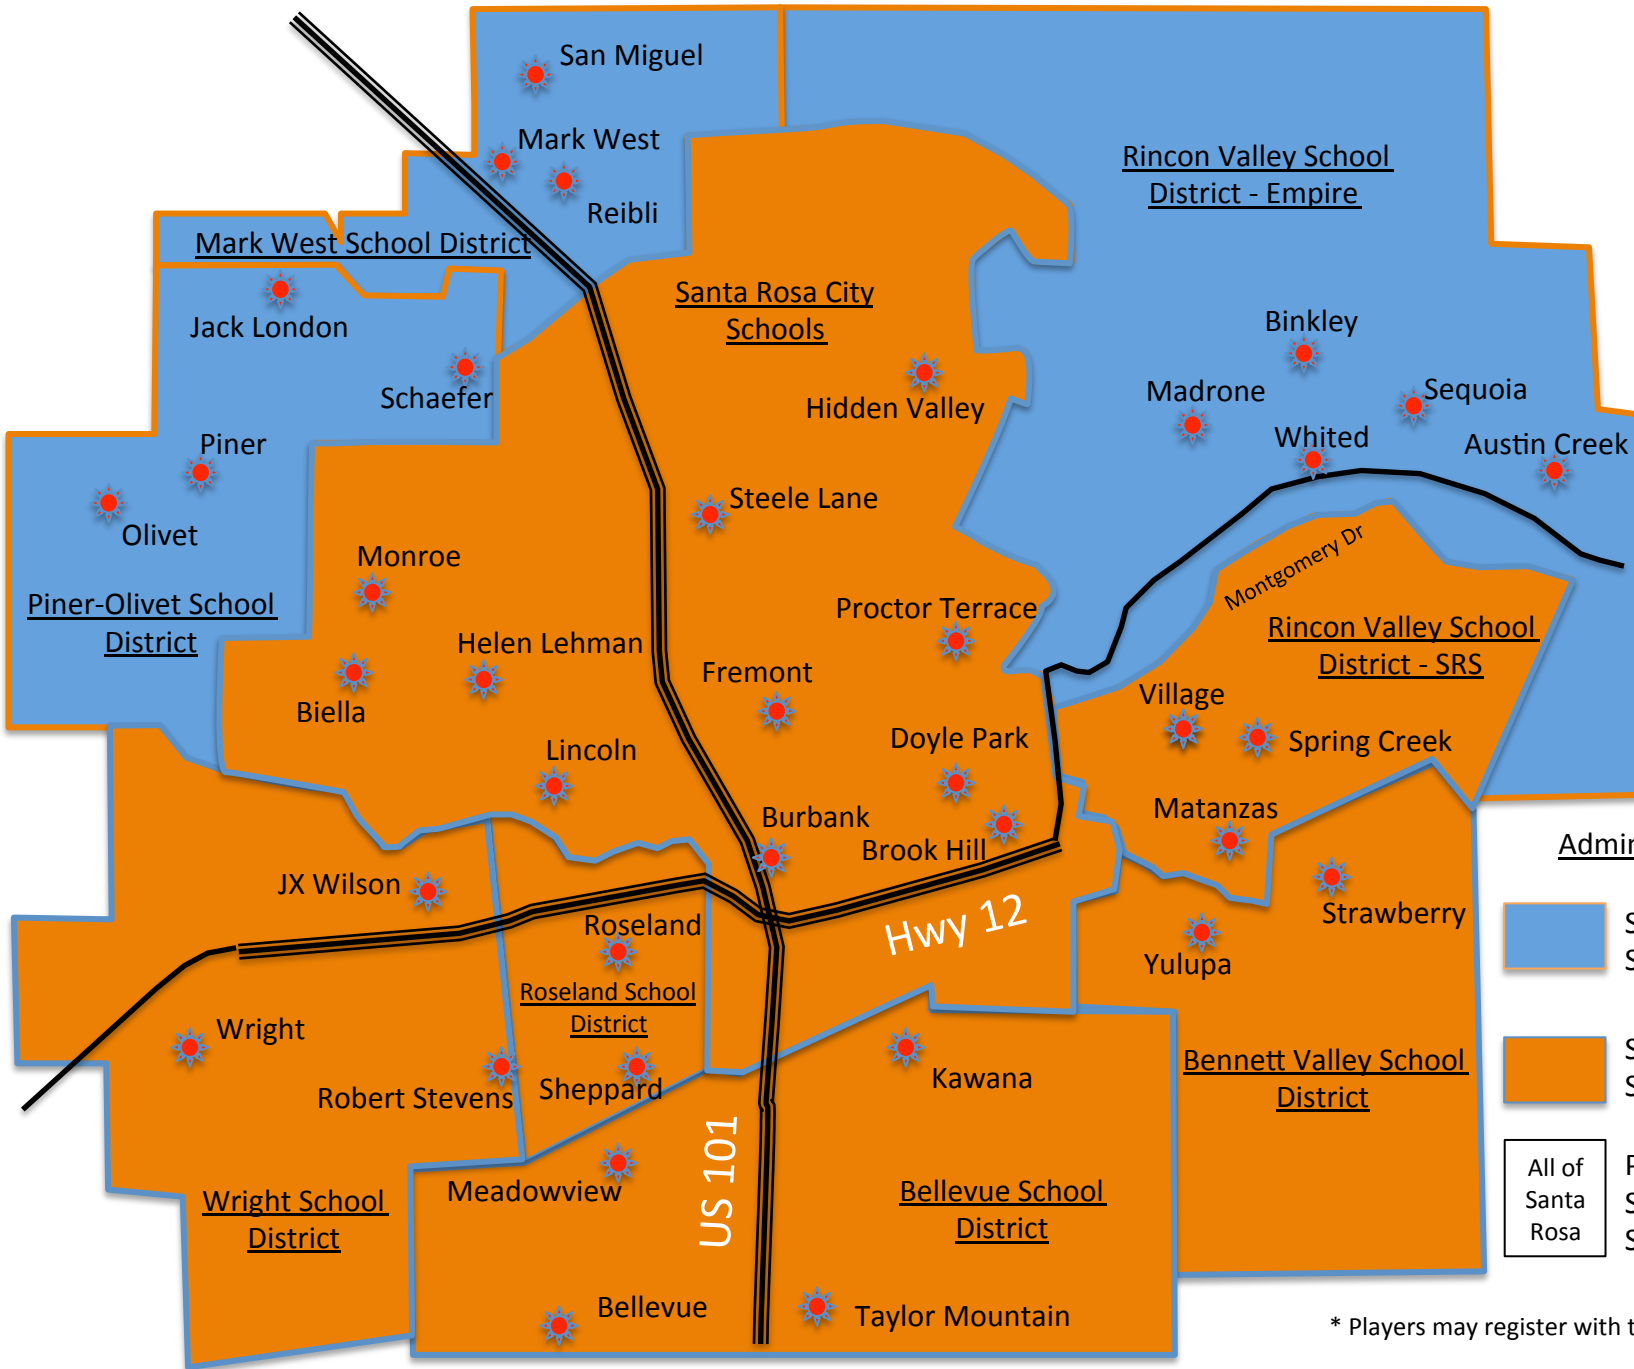 San Miguel
Mark West
Reibli
Rincon Valley School
District - Empire
Mark West School District
Jack London
Santa Rosa City
Schools
Schaefer
Hidden Valley
Binkley
Madrone
Sequoia
Whited
Austin Creek
Piner
Olivet
Steele Lane
Monroe
Montgomery Dr
Piner-Olivet School
District
Proctor Terrace
Helen Lehman
Rincon Valley School
District - SRS
Fremont
Village
Biella
Doyle Park
Spring Creek
Lincoln
Matanzas
Burbank
Brook Hill
Admin
JX Wilson
Strawberry
Roseland
Hwy 12
S
S
Yulupa
Roseland School
District
Wright
Sheppard
Robert Stevens
Kawana
Bennett Valley School
District
S
S
US 101
Meadowview
Wright School
District
Bellevue School
District
All of
Santa
Rosa
S
S
Bellevue
Taylor Mountain
* Players may register with t